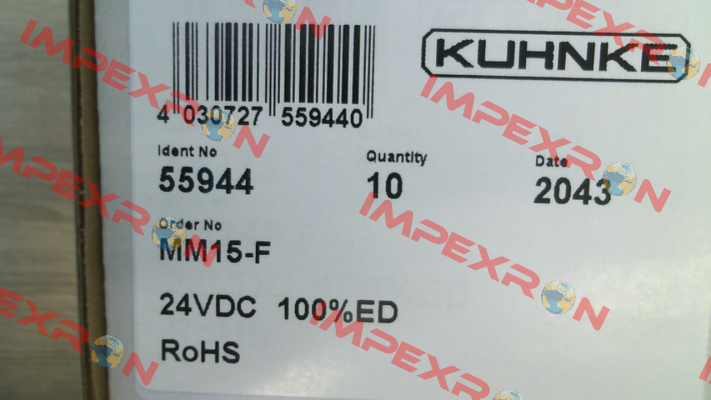 KUHNKE
4 030727 559440
Ident No Quantity Date
55944 10 2043
Order No
MM15-F
24VDC 100%ED
RoHS
IMPEXRON
IMPEXRON
IMPEXRON
IMPEXRON
IMPEXRON
IMPEXRON